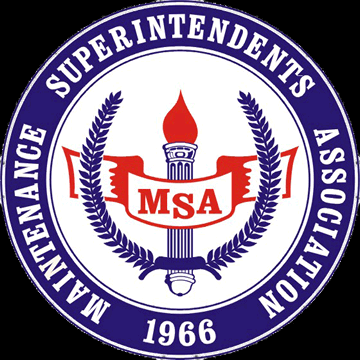 MAINTENANCE SUPERINTENDENTS ASSOCIATION
MSA
1966